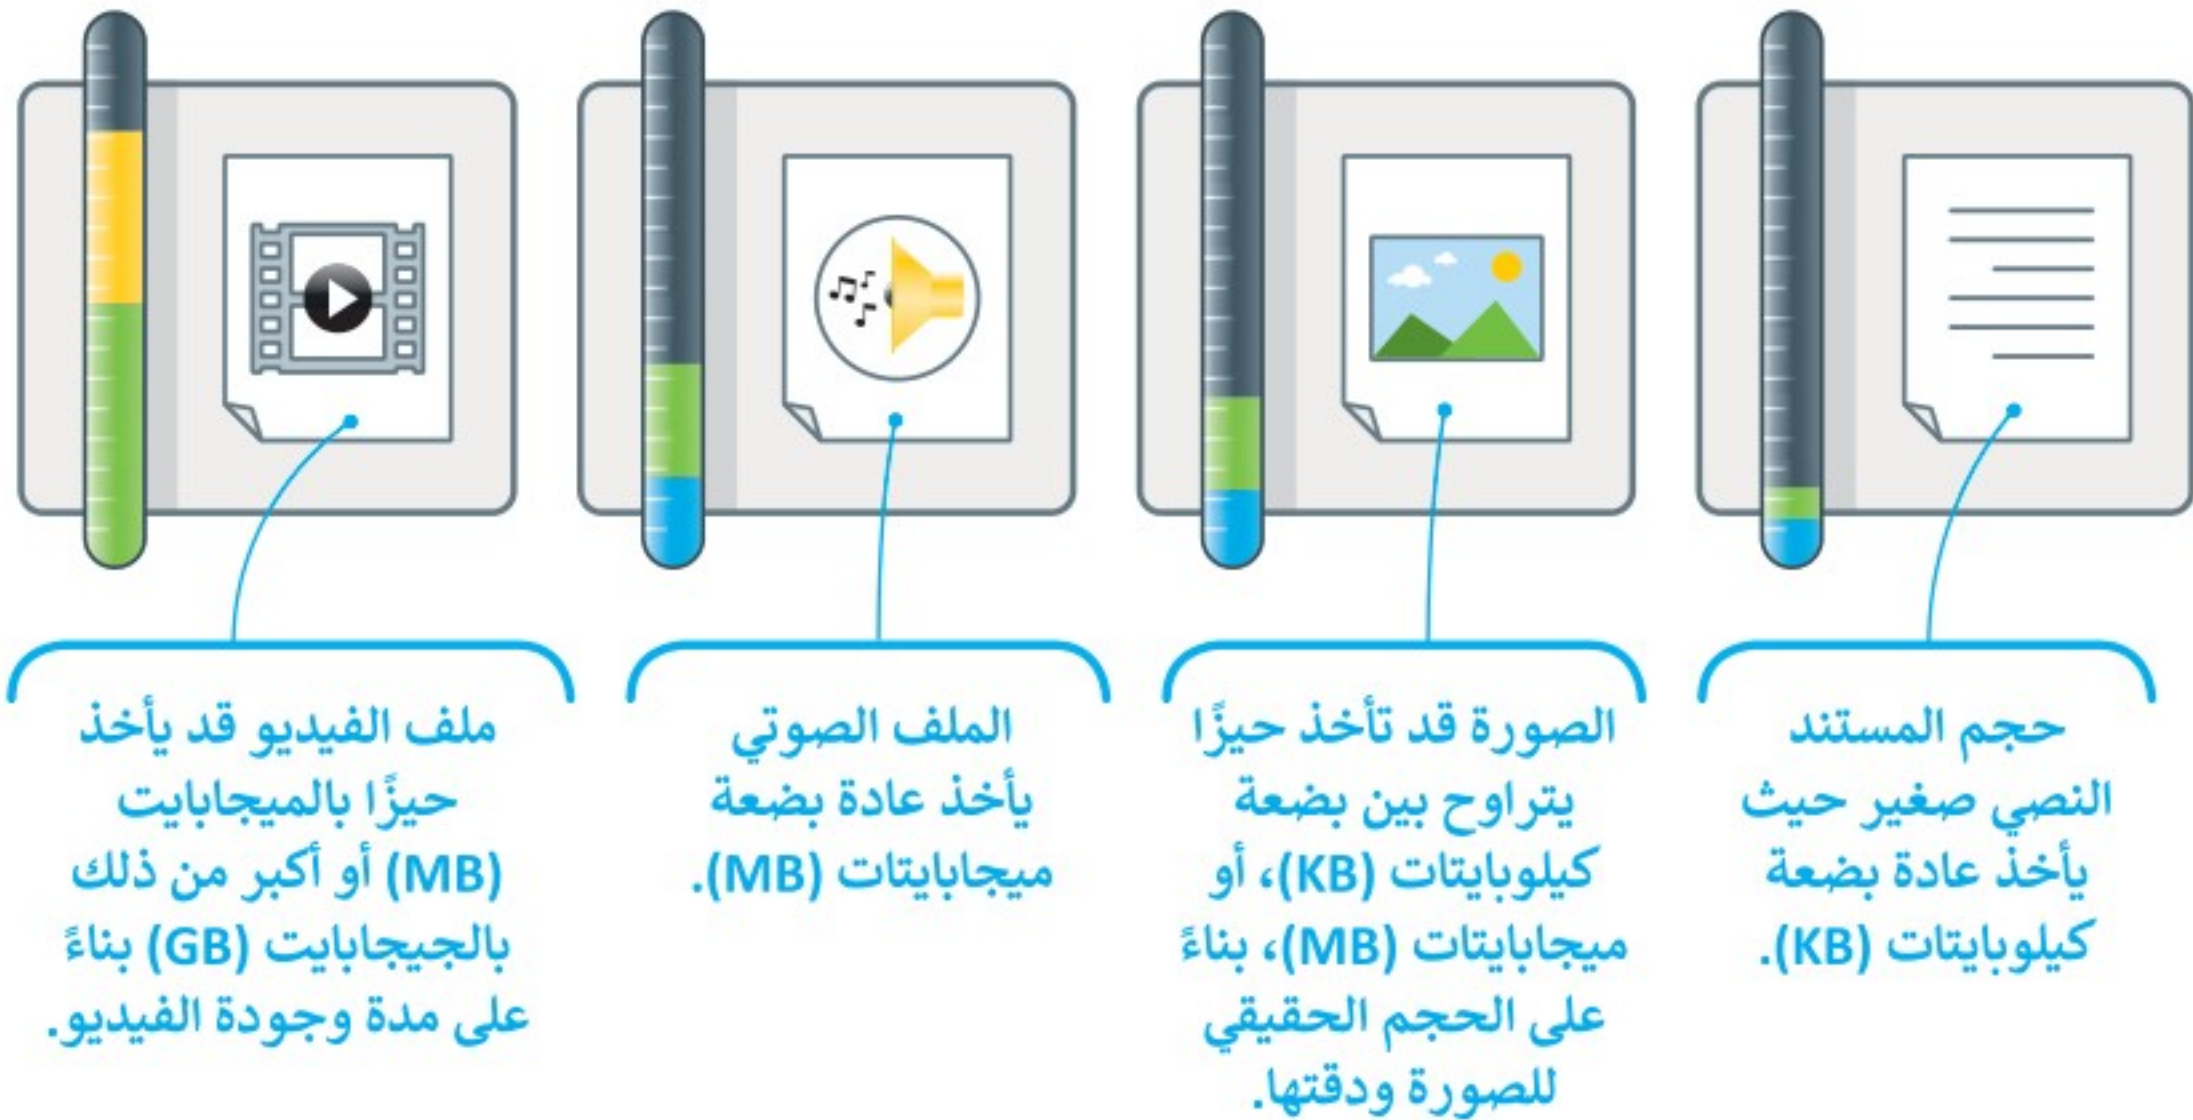 حجم المستند
النصي صغير حيث
يأخذ عادة بضعة
كيلوبايتات (KB).
الصورة قد تأخذ حيزًا
يتراوح بين بضعة
كيلوبايتات (KB)، أو
ميجابايتات (MB)، بناءً
على الحجم الحقيقي
للصورة ودقتها.
الملف الصوتي
يأخذ عادة بضعة
ميجابايتات (MB).
ملف الفيديو قد يأخذ
حيزًا بالميجابايت
(MB) أو أكبر من ذلك
بالجيجابايت (GB) بناءً
على مدة وجودة الفيديو.